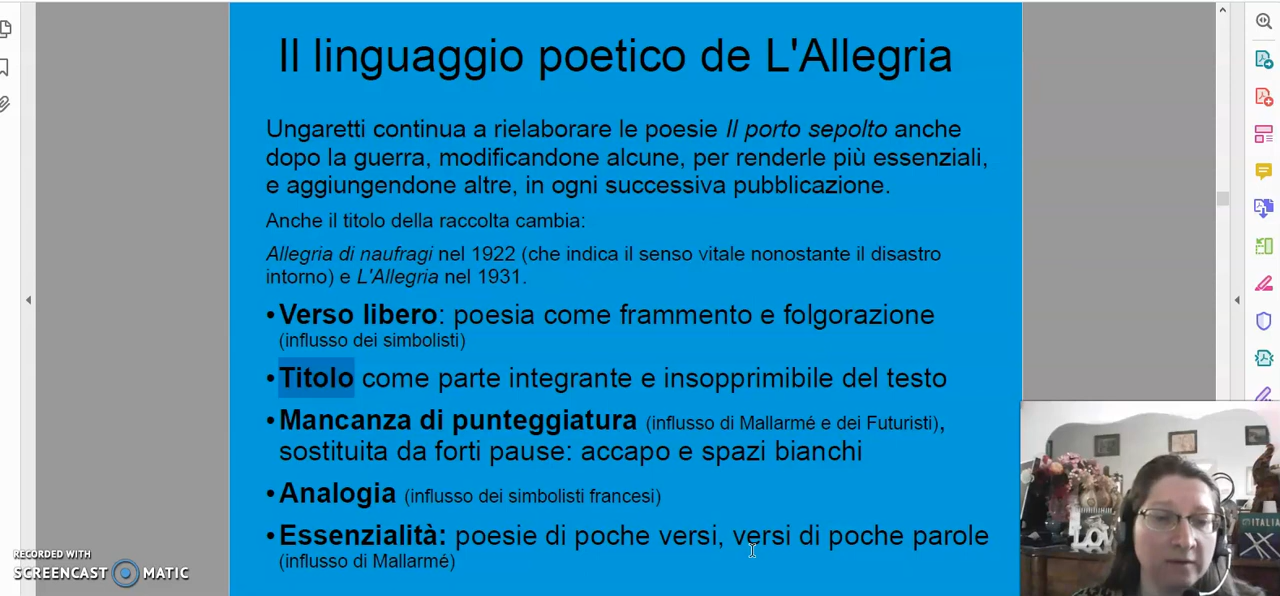 Il linguaggio poetico de L'Allegria
Ungaretti continua a rielaborare le poesie Il porto sepolto anche
dopo la guerra, modificandone alcune, per renderle più essenziali,
e aggiungendone altre, in ogni successiva pubblicazione.
Anche il titolo della raccolta cambia:
Allegria di naufragi nel 1922 (che indica il senso vitale nonostante il disastro
intorno) e L'Allegria nel 1931.
•Verso libero: poesia come frammento e folgorazione
(influsso dei simbolisti)
•Titolo come parte integrante e insopprimibile del testo
•Mancanza di punteggiatura (influsso di Mallarmé e dei Futuristi),
sostituita da forti pause: accapo e spazi bianchi
•Analogia (influsso dei simbolisti francesi)
•Essenzialità: poesie di poche versi, versi di poche parole
(influsso di Mallarmé)
RECORDED WITH
SCREENCAST MATIC
LOV
ITALIA